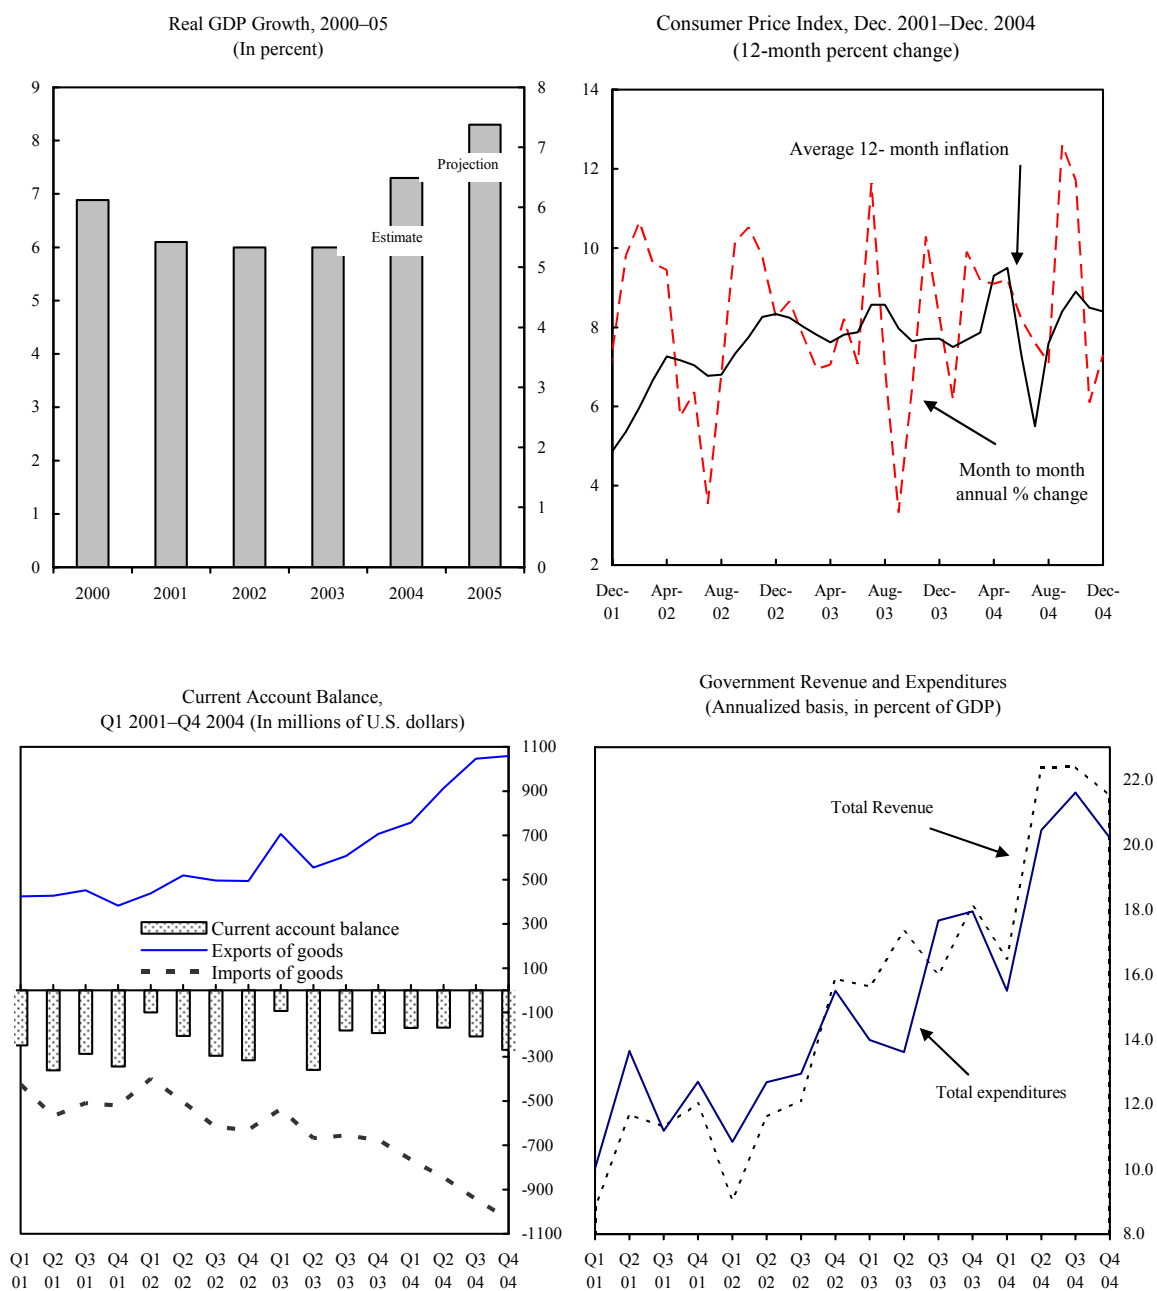 Real GDP Growth, 2000–05
(In percent)
9
8
7
6
5
4
3
2
1
0
8
7
6
5
4
3
2
1
0
Projection
Estimate
2000
2001
2002
2003
2004
2005
Consumer Price Index, Dec. 2001–Dec. 2004
(12-month percent change)
14
12
10
8
6
4
2
Average 12- month inflation
Month to month
annual % change
Dec-
01
Apr-
02
Aug-
02
Dec-
02
Apr-
03
Aug-
03
Dec-
03
Apr-
04
Aug-
04
Dec-
04
Current Account Balance,
Q1 2001–Q4 2004 (In millions of U.S. dollars)
1100
900
700
500
300
100
-100
-300
-500
-700
-900
-1100
Current account balance
Exports of goods
Imports of goods
Q1
01
Q2
01
Q3
01
Q4
01
Q1
02
Q2
02
Q3
02
Q4
02
Q1
03
Q2
03
Q3
03
Q4
03
Q1
04
Q2
04
Q3
04
Q4
04
Government Revenue and Expenditures
(Annualized basis, in percent of GDP)
22.0
20.0
18.0
16.0
14.0
12.0
10.0
8.0
Total Revenue
Total expenditures
Q1
01
Q2
01
Q3
01
Q4
01
Q1
02
Q2
02
Q3
02
Q4
02
Q1
03
Q2
03
Q3
03
Q4
03
Q1
04
Q2
04
Q3
04
Q4
04